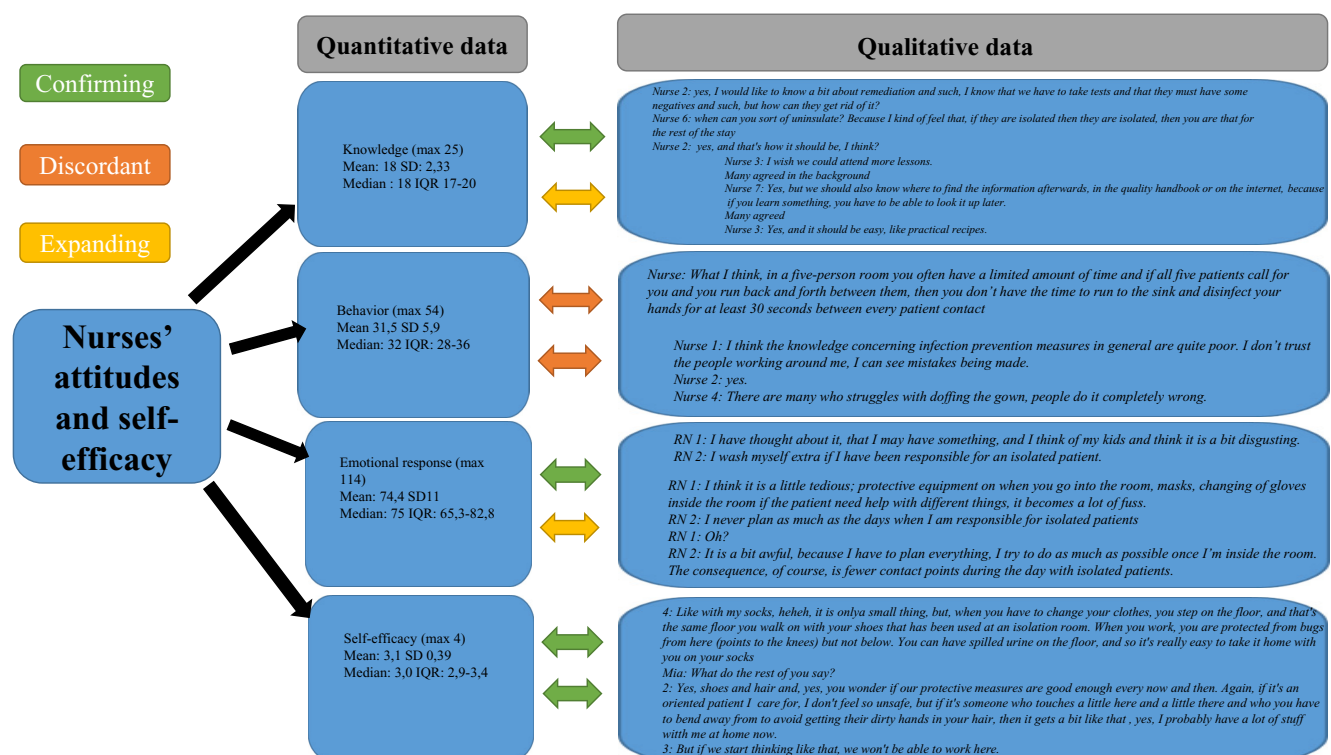 Quantitative data
Qualitative data
Confirming
Discordant
Expanding
Nurses'
attitudes
and self-
efficacy
Knowledge (max 25)
Mean: 18 SD: 2,33
Median : 18 IQR 17-20
Nurse 2: yes, I would like to know a bit about remediation and such, I know that we have to take tests and that they must have some
negatives and such, but how can they get rid of it?
Nurse 6: when can you sort of uninsulate? Because I kind of feel that, if they are isolated then they are isolated, then you are that for
the rest of the stay
Nurse 2: yes, and that's how it should be, I think?
Nurse 3: I wish we could attend more lessons.
Many agreed in the background
Nurse 7: Yes, but we should also know where to find the information afterwards, in the quality handbook or on the internet, because
if you learn something, you have to be able to look it up later.
Many agreed
Nurse 3: Yes, and it should be easy, like practical recipes.
Behavior (max 54)
Mean 31,5 SD 5,9
Median: 32 IQR: 28-36
Nurse: What I think, in a five-person room you often have a limited amount of time and if all five patients call for
you and you run back and forth between them, then you don't have the time to run to the sink and disinfect your
hands for at least 30 seconds between every patient contact
Nurse 1: I think the knowledge concerning infection prevention measures in general are quite poor. I don't trust
the people working around me, I can see mistakes being made.
Nurse 2: yes.
Nurse 4: There are many who struggles with doffing the gown, people do it completely wrong.
Emotional response (max
114)
Mean: 74,4 SD11
Median: 75 IQR: 65,3-82,8
RN 1: I have thought about it, that I may have something, and I think of my kids and think it is a bit disgusting.
RN 2: I wash myself extra if I have been responsible for an isolated patient.
RN 1: I think it is a little tedious; protective equipment on when you go into the room, masks, changing of gloves
inside the room if the patient need help with different things, it becomes a lot of fuss.
RN 2: I never plan as much as the days when I am responsible for isolated patients
RN 1: Oh?
RN 2: It is a bit awful, because I have to plan everything, I try to do as much as possible once I'm inside the room.
The consequence, of course, is fewer contact points during the day with isolated patients.
Self-efficacy (max 4)
Mean: 3,1 SD 0,39
Median: 3,0 IQR: 2,9-3,4
4: Like with my socks, heheh, it is onlya small thing, but, when you have to change your clothes, you step on the floor, and that's
the same floor you walk on with your shoes that has been used at an isolation room. When you work, you are protected from bugs
from here (points to the knees) but not below. You can have spilled urine on the floor, and so it's really easy to take it home with
you on your socks
Mia: What do the rest of you say?
2: Yes, shoes and hair and, yes, you wonder if our protective measures are good enough every now and then. Again, if it's an
oriented patient I care for, I don't feel so unsafe, but if it's someone who touches a little here and a little there and who you have
to bend away from to avoid getting their dirty hands in your hair, then it gets a bit like that , yes, I probably have a lot of stuff
witth me at home now.
3: But if we start thinking like that, we won't be able to work here.